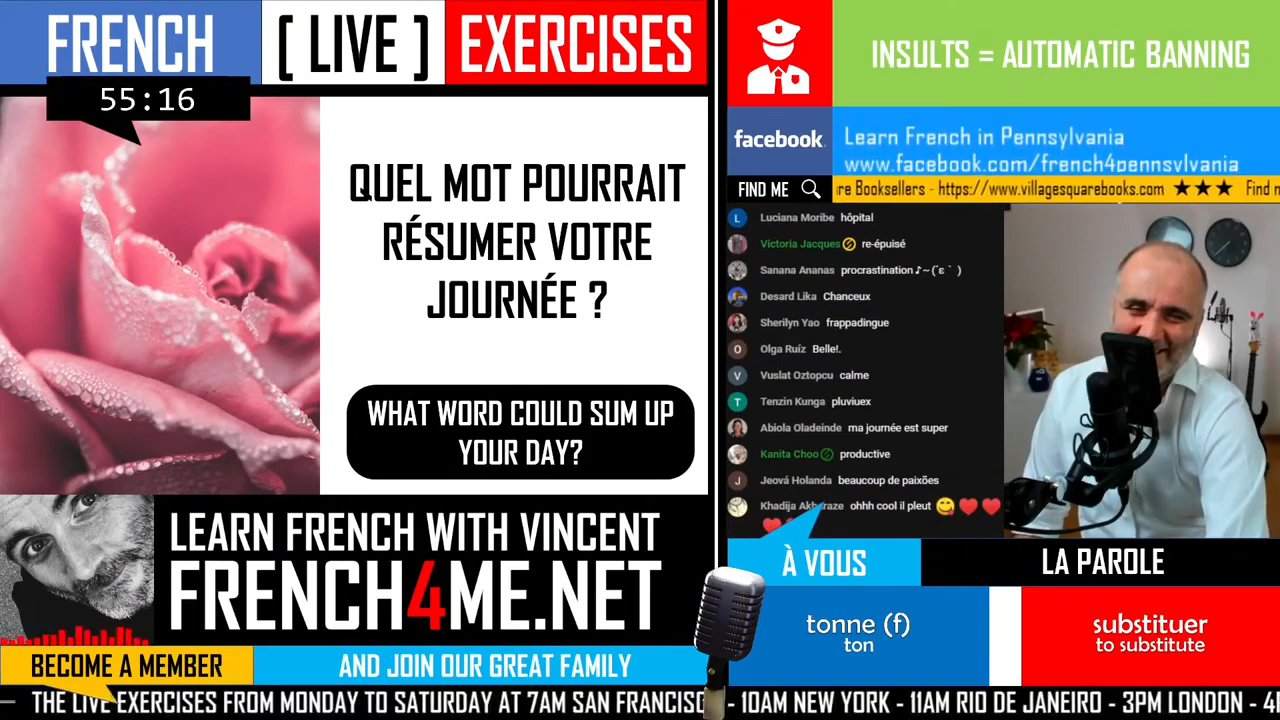 FRENCH
[ LIVE ]
EXERCISES
55:16
QUEL MOT POURRAIT
RÉSUMER VOTRE
JOURNÉE ?
WHAT WORD COULD SUM UP
YOUR DAY?
LEARN FRENCH WITH VINCENT
FRENCH4ME.NET
BECOME A MEMBER
AND JOIN OUR GREAT FAMILY
INSULTS = AUTOMATIC BANNING
facebook
Learn French in Pennsylvania
www.facebook.com/french4pennsylvania
FIND ME
re Booksellers - https://www.villagesquarebooks.com ★★★ Find m
L Luciana Moribe hôpital
Victoria Jacques re-épuisé
Sanana Ananas procrastination ♪~(´ε｀ )
Desard Lika Chanceux
Sherilyn Yao frappadingue
O Olga Ruíz Belle!.
V Vuslat Oztopcu calme
T Tenzin Kunga pluviuex
Abiola Oladeinde ma journée est super
Kanita Choo productive
J Jeová Holanda beaucoup de paixões
Khadija ohhh cool il pleut 😋 ♥️ ♥️
À VOUS
LA PAROLE
tonne (f)
ton
substituer
to substitute
THE LIVE EXERCISES FROM MONDAY TO SATURDAY AT 7AM SAN FRANCISC - 10AM NEW YORK - 11AM RIO DE JANEIRO - 3PM LONDON - 4